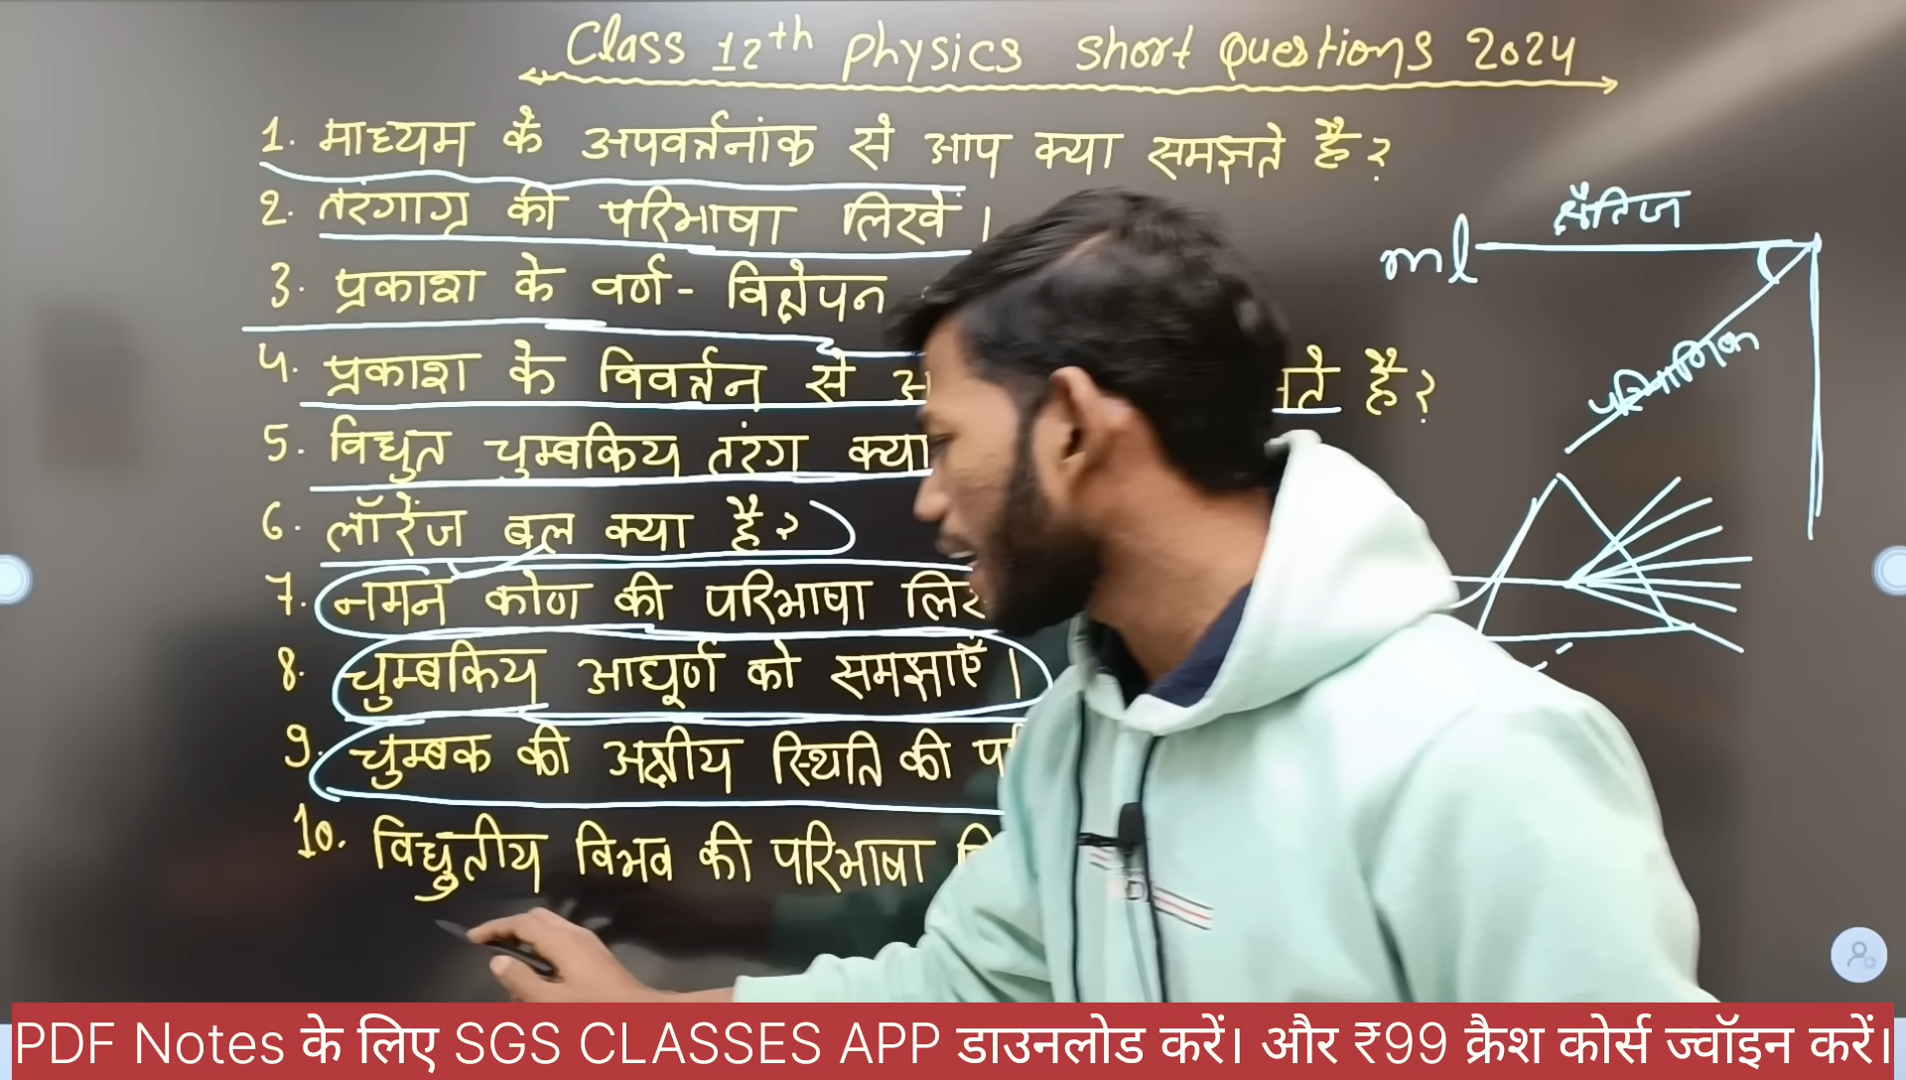 Class 12th physics short Questions 2024
1. माध्यम के अपवर्तनांक से आप क्या समझते है?
2. तरंगाग्र की परिभाषा लिखें।
3. प्रकाश के वर्ण- विक्षेपन
4. प्रकाश के विवर्तन से
ते है?
5. विधुत चुम्बकिय तरंग क्या
6. लॉरेंज बल क्या है?
7. नमन कोण की परिभाषा
8. चुम्बकिय आघूर्ण को समझाएँ।
9. चुम्बक की अक्षीय स्थिति की
10. विधुतीय विभव की परिभाषा
क्षैतिज
ml
PDF Notes के लिए SGS CLASSES APP डाउनलोड करें। और ₹99 क्रैश कोर्स ज्वॉइन करें।